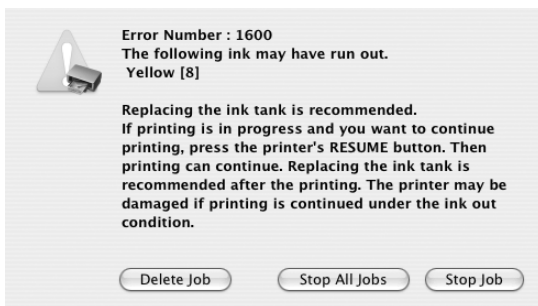 Error Number : 1600
The following ink may have run out.
Yellow [8]
Replacing the ink tank is recommended.
If printing is in progress and you want to continue
printing, press the printer's RESUME button. Then
printing can continue. Replacing the ink tank is
recommended after the printing. The printer may be
damaged if printing is continued under the ink out
condition.
Delete Job Stop All Jobs Stop Job